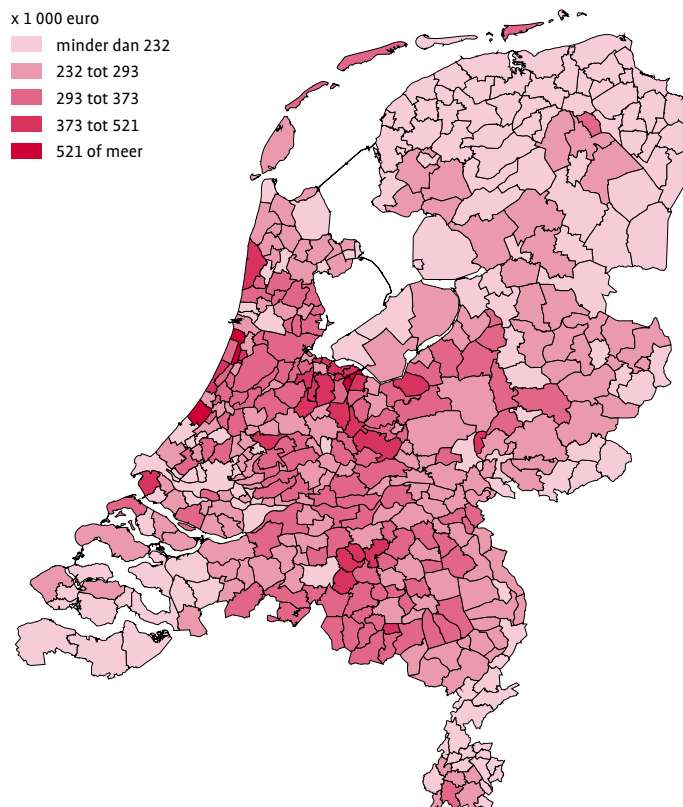 x 1 000 euro
minder dan 232
232 tot 293
293 tot 373
373 tot 521
521 of meer